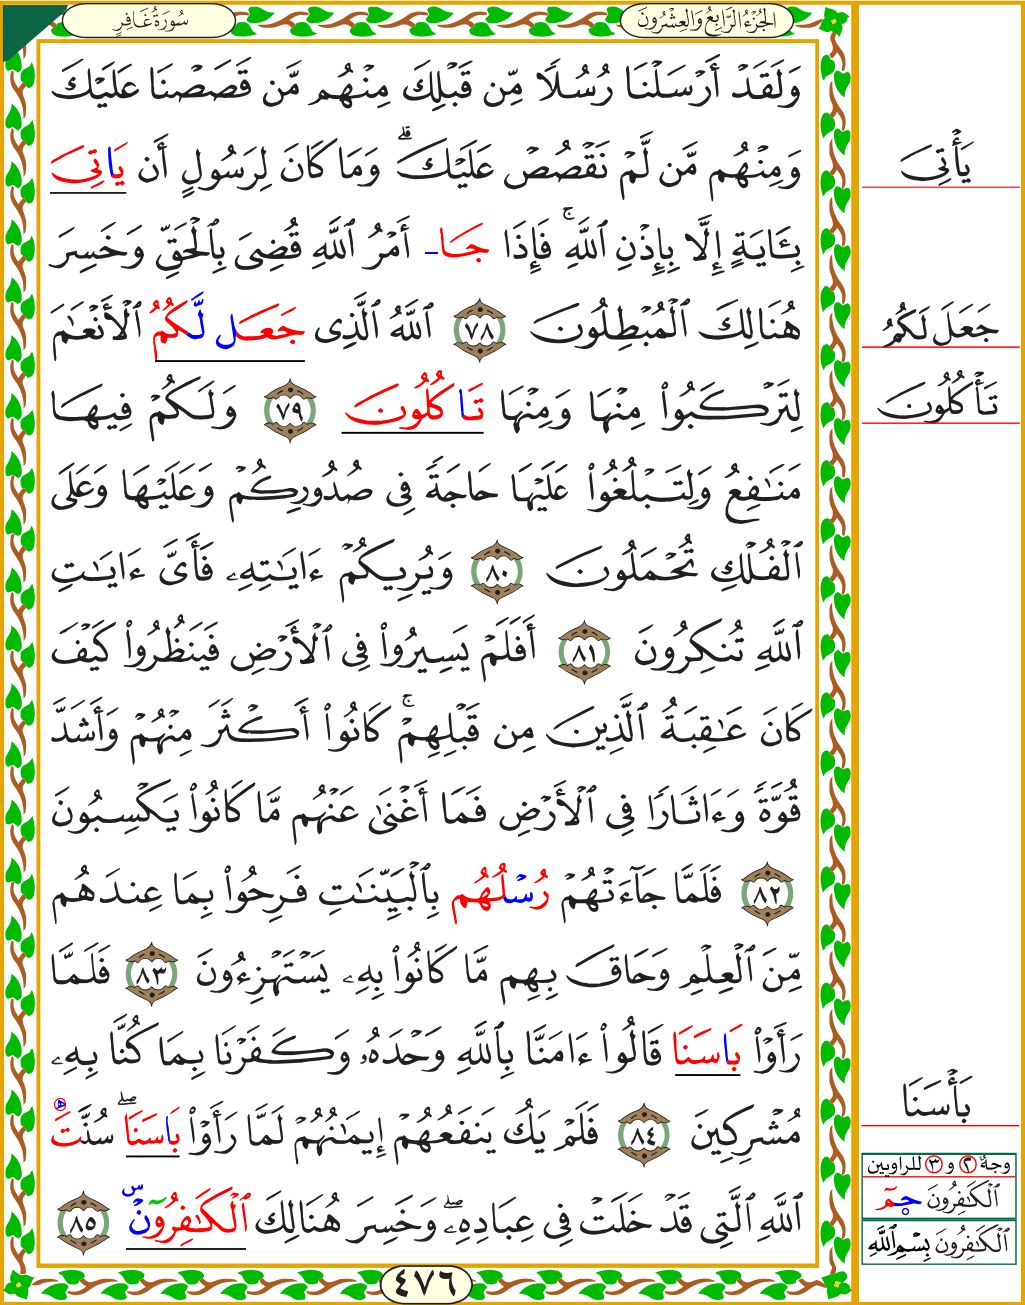 سُورَةُ غَافِرٍ
الجُزْءُ الرَّابِعُ وَالعِشْرُونَ
وَلَقَدْ أَرْسَلْنَا رُسُلًا مِّن قَبْلِكَ مِنْهُم مَّن قَصَصْنَا عَلَيْكَ
وَمِنْهُم مَّن لَّمْ نَقْصُصْ عَلَيْكَ ۗ وَمَا كَانَ لِرَسُولٍ أَن يَاتِىَ
بِـَٔايَةٍ إِلَّا بِإِذْنِ ٱللَّهِ ۚ فَإِذَا جَا أَمْرُ ٱللَّهِ قُضِىَ بِٱلْحَقِّ وَخَسِرَ
هُنَالِكَ ٱلْمُبْطِلُونَ ٧٨ ٱللَّهُ ٱلَّذِى جَعَل لَّكُمُ ٱلْأَنْعَـٰمَ
لِتَرْكَبُوا۟ مِنْهَا وَمِنْهَا تَاكُلُونَ ٧٩ وَلَكُمْ فِيهَا
مَنَـٰفِعُ وَلِتَبْلُغُوا۟ عَلَيْهَا حَاجَةً فِى صُدُورِكُمْ وَعَلَيْهَا وَعَلَى
ٱلْفُلْكِ تُحْمَلُونَ ٨٠ وَيُرِيكُمْ ءَايَـٰتِهِۦ فَأَىَّ ءَايَـٰتِ
ٱللَّهِ تُنكِرُونَ ٨١ أَفَلَمْ يَسِيرُوا۟ فِى ٱلْأَرْضِ فَيَنظُرُوا۟ كَيْفَ
كَانَ عَـٰقِبَةُ ٱلَّذِينَ مِن قَبْلِهِمْ ۚ كَانُوا۟ أَكْثَرَ مِنْهُمْ وَأَشَدَّ
قُوَّةً وَءَاثَارًا فِى ٱلْأَرْضِ فَمَا أَغْنَىٰ عَنْهُم مَّا كَانُوا۟ يَكْسِبُونَ
٨٢ فَلَمَّا جَآءَتْهُمْ رُسْلُهُم بِٱلْبَيِّنَـٰتِ فَرِحُوا۟ بِمَا عِندَهُم
مِّنَ ٱلْعِلْمِ وَحَاقَ بِهِم مَّا كَانُوا۟ بِهِۦ يَسْتَهْزِءُونَ ٨٣ فَلَمَّا
رَأَوْا۟ بَاسَنَا قَالُوا۟ ءَامَنَّا بِٱللَّهِ وَحْدَهُۥ وَكَفَرْنَا بِمَا كُنَّا بِهِۦ
مُشْرِكِينَ ٨٤ فَلَمْ يَكُ يَنفَعُهُمْ إِيمَـٰنُهُمْ لَمَّا رَأَوْا۟ بَاسَنَا ۖ سُنَّتَ
ٱللَّهِ ٱلَّتِى قَدْ خَلَتْ فِى عِبَادِهِۦ ۖ وَخَسِرَ هُنَالِكَ ٱلْكَـٰفِرُونَ ٨٥
٤٧٦
يَأْتِىَ
جَعَلَ لَكُمُ
تَأْكُلُونَ
بَأْسَنَا
وجهٌ ٢ و ٣ للراويين
ٱلْكَـٰفِرُونَ حِمٓ
ٱلْكَـٰفِرُونَ بِسْمِ ٱللَّهِ